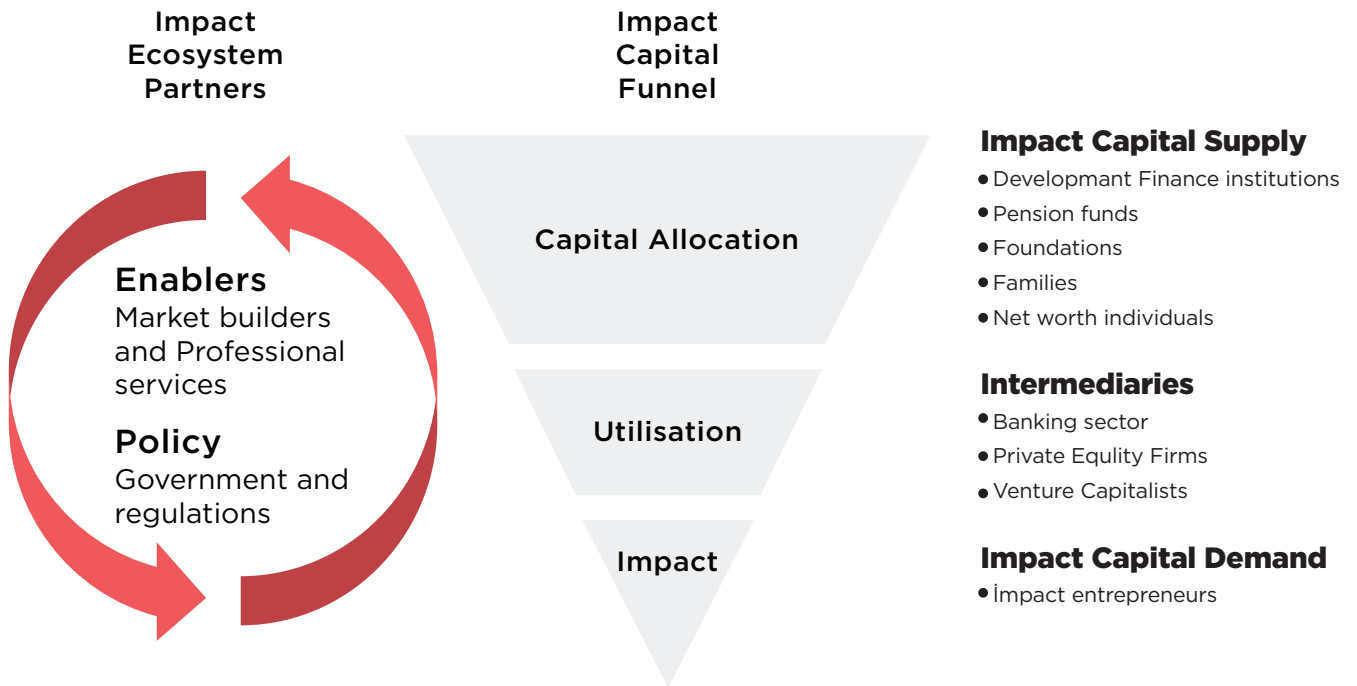 Impact
Ecosystem
Partners
Impact
Capital
Funnel
Enablers
Market builders
and Professional
services
Policy
Government and
regulations
Capital Allocation
Utilisation
Impact
Impact Capital Supply
• Developmant Finance institutions
• Pension funds
• Foundations
• Families
• Net worth individuals
Intermediaries
• Banking sector
• Private Equlity Firms
• Venture Capitalists
Impact Capital Demand
• İmpact entrepreneurs